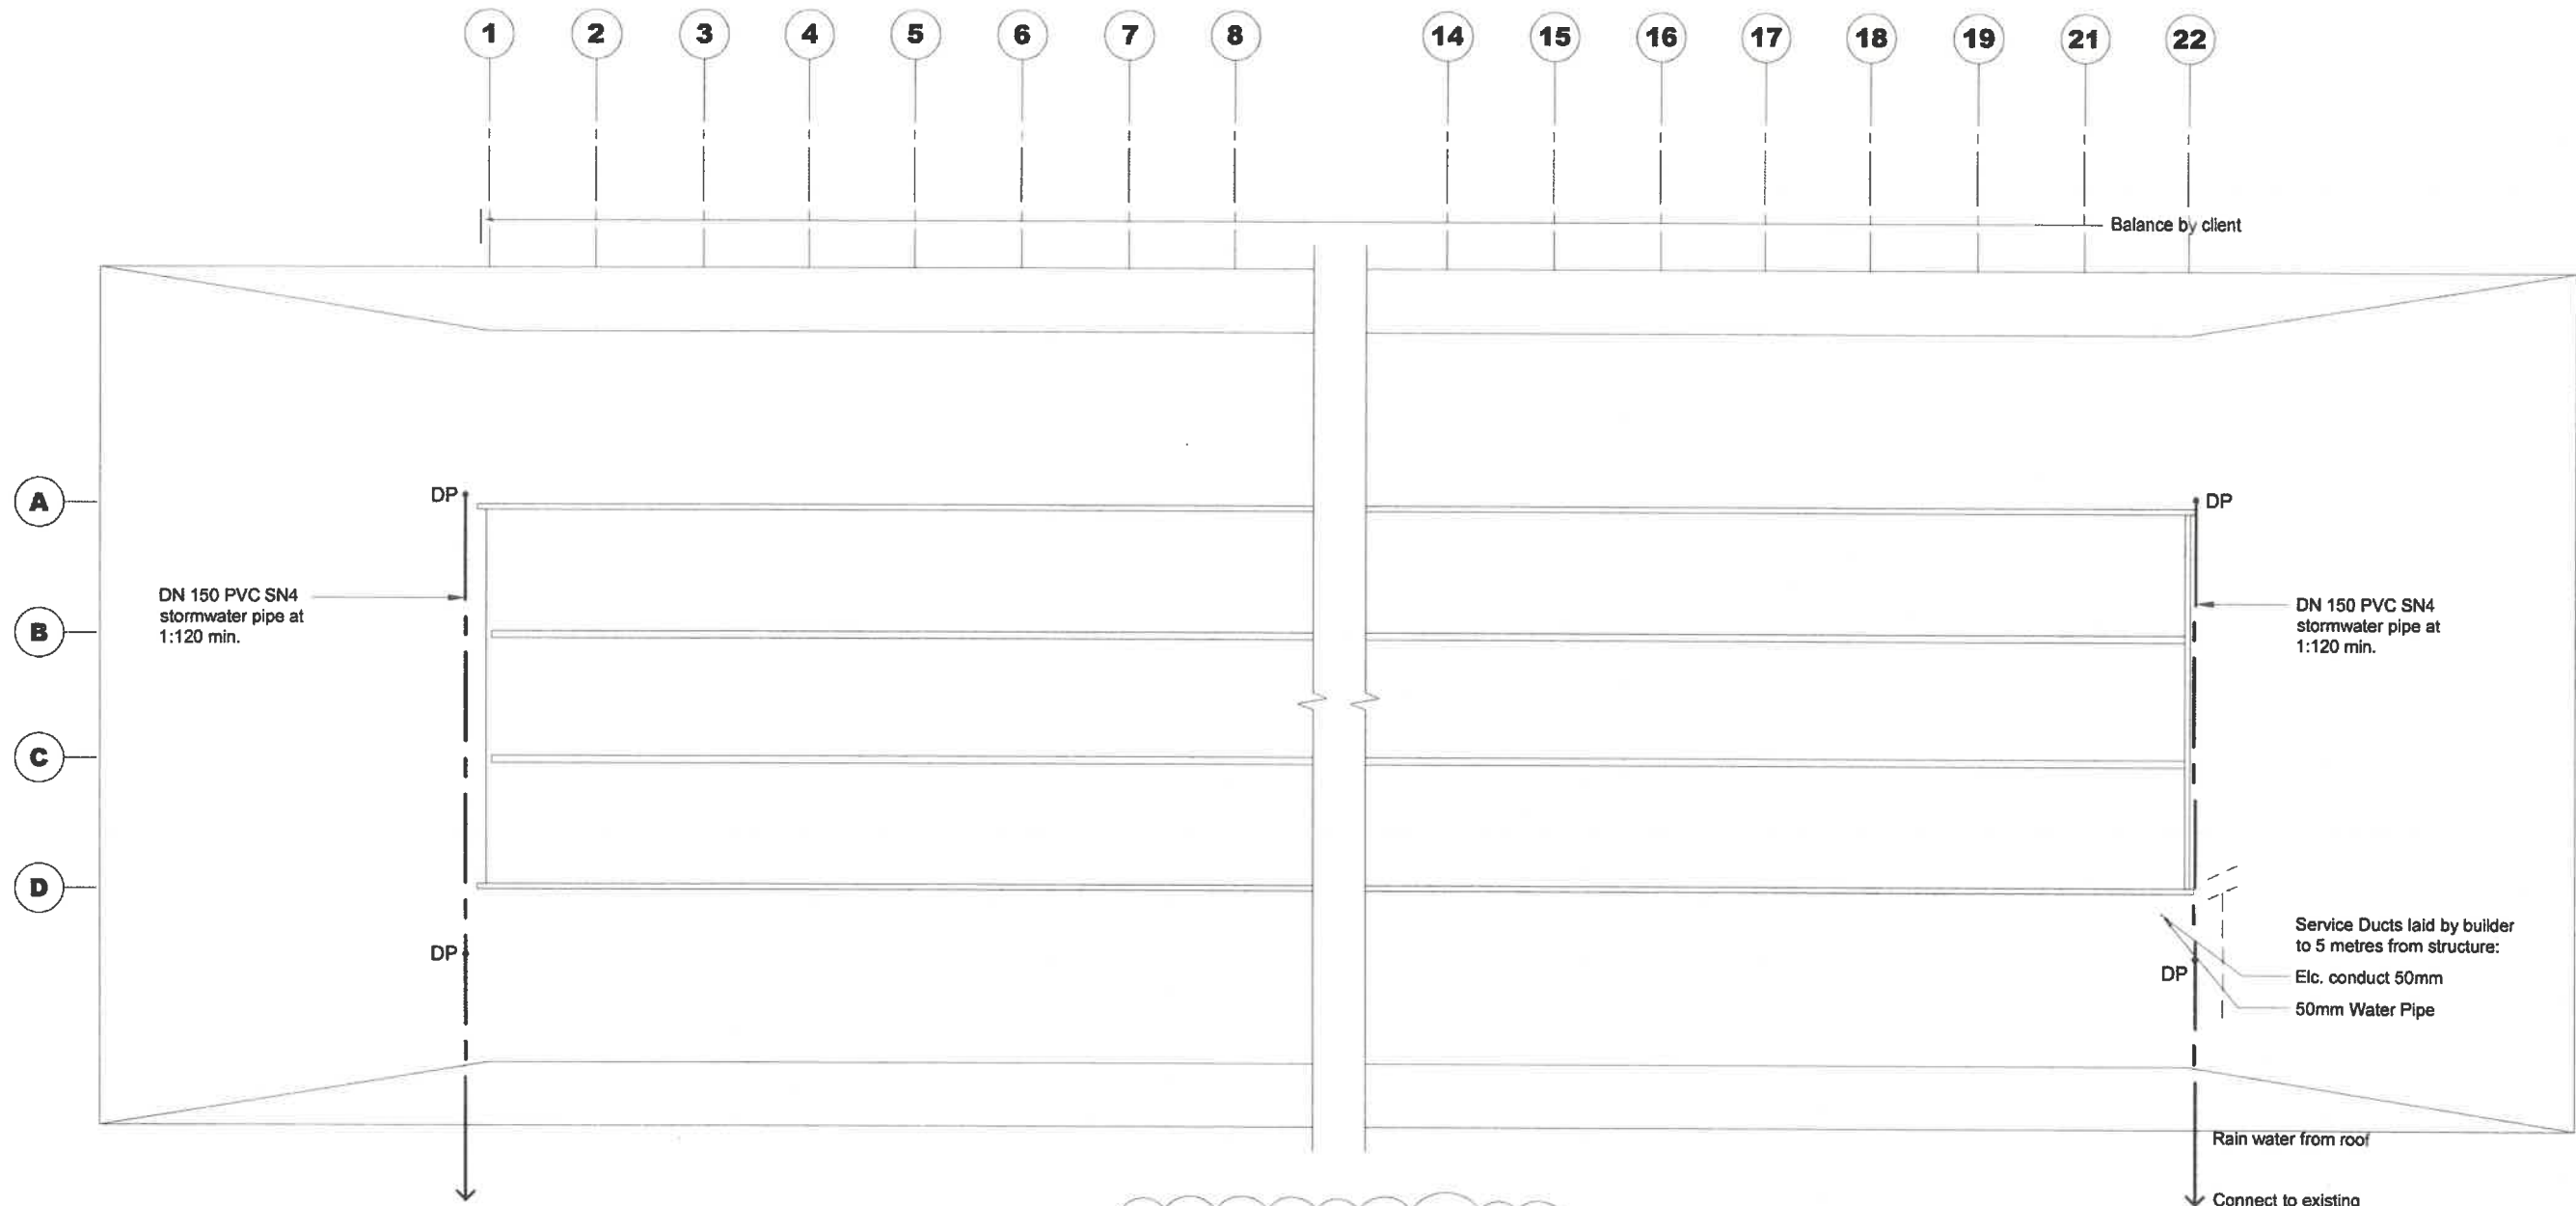 1 2 3 4 5 6 7 8 14 15 16 17 18 19 21 22
Balance by client
A
DP
DP
DN 150 PVC SN4
stormwater pipe at
1:120 min.
DN 150 PVC SN4
stormwater pipe at
1:120 min.
B
C
D
DP
Service Ducts laid by builder
to 5 metres from structure:
DP
Elc. conduct 50mm
50mm Water Pipe
Rain water from roof
Connect to existing